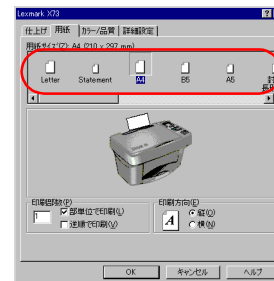 Lexmark X73
仕上げ 用紙 カラー/品質 詳細設定
用紙サイズ(Z): A4 (210 x 297 mm)
Letter Statement A4 B5 A5
印刷部数(P)
1 部単位で印刷(L)
逆順で印刷(V)
印刷方向(E)
A 縦(O)
横(N)
OK キャンセル ヘルプ